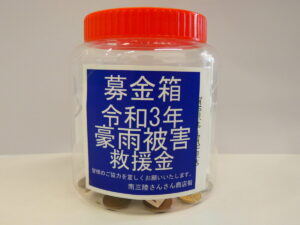 募金箱
令和3年
豪雨被害
救援金
皆様のご協力を宜しくお願いいたします。
南三陸さんさん商店街